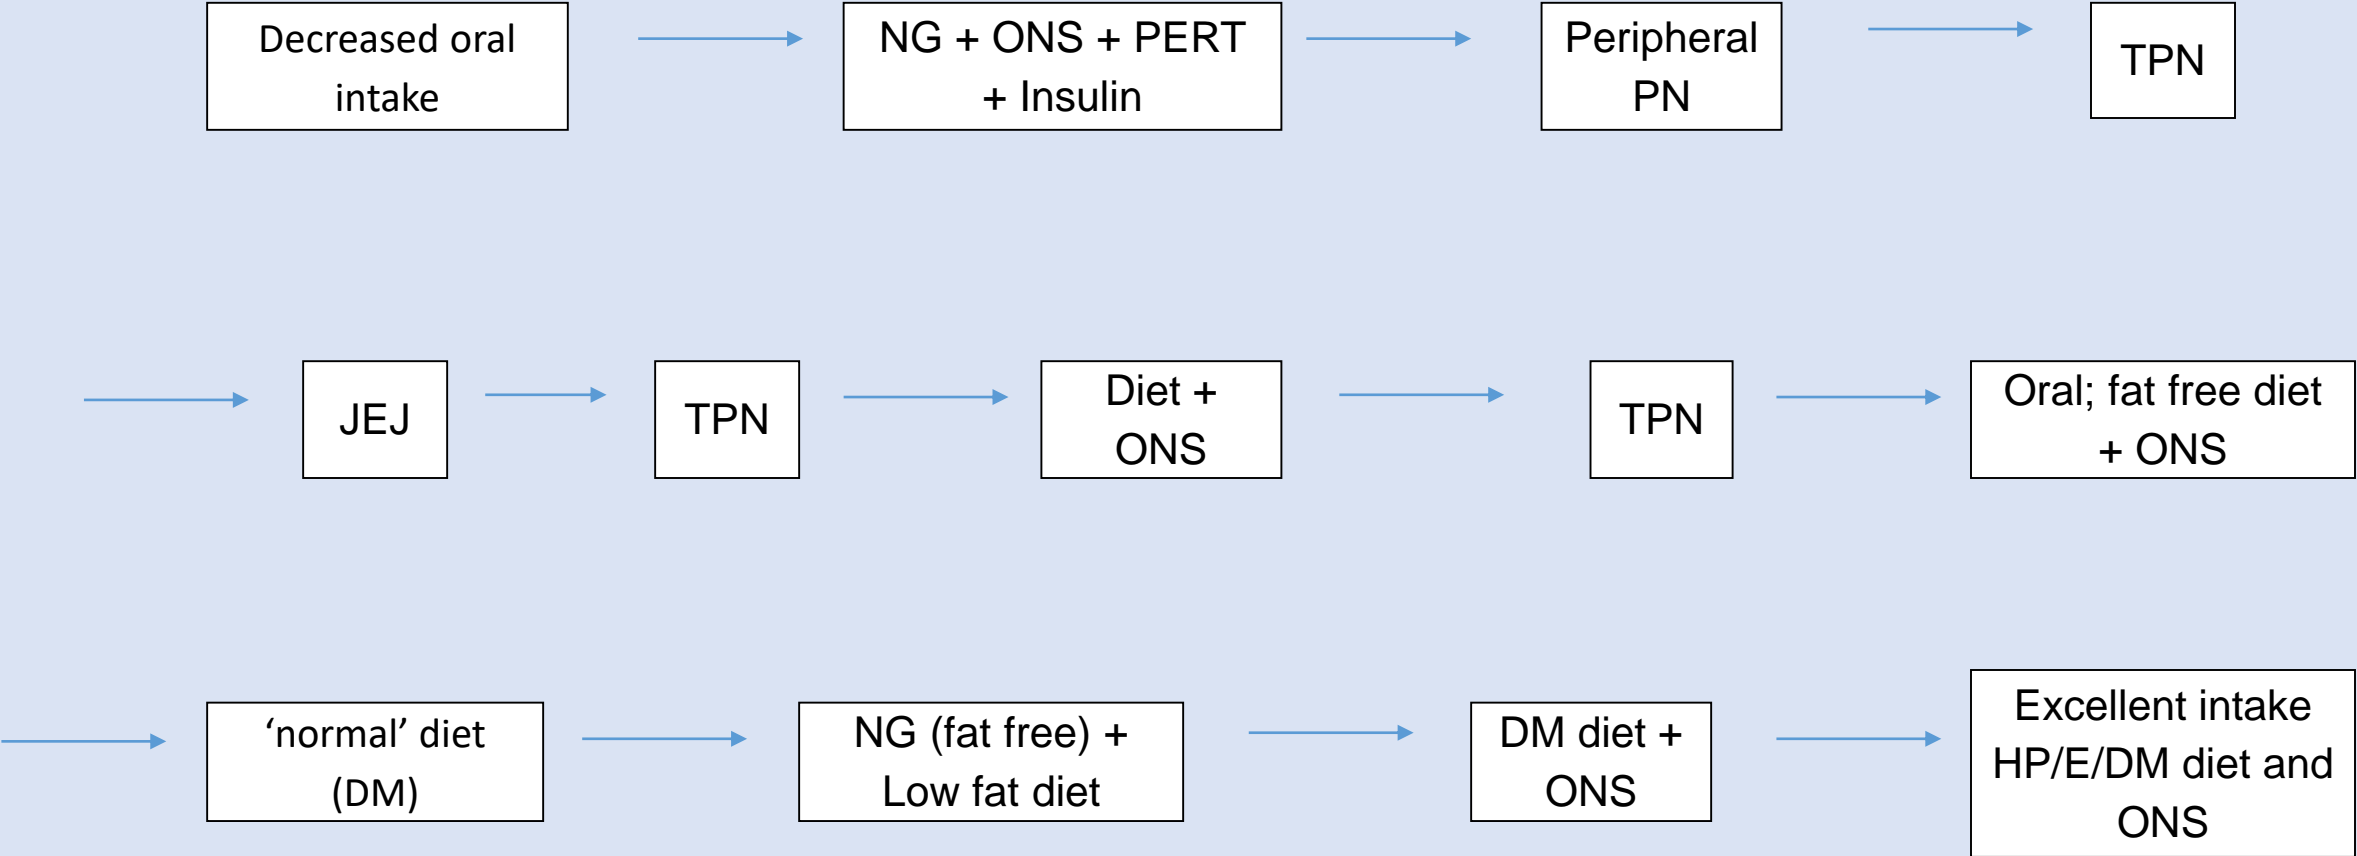 Decreased oral
intake
NG + ONS + PERT
+ Insulin
Peripheral
PN
TPN
JEJ
TPN
Diet +
ONS
TPN
Oral; fat free diet
+ ONS
‘normal’ diet
(DM)
NG (fat free) +
Low fat diet
DM diet +
ONS
Excellent intake
HP/E/DM diet and
ONS